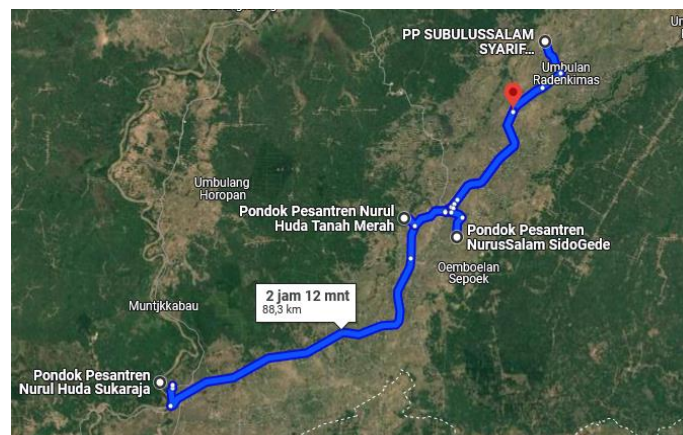 PP SUBULUSSALAM
SYARIF...
Umbulan
Radenkimas
Umbulang
Horopan
Pondok Pesantren Nurul
Huda Tanah Merah
Pondok Pesantren
NurusSalam SidoGede
Oemboelan
Sepoek
2 jam 12 mnt
88,3 km
Muntjkkabau
Pondok Pesantren
Nurul Huda Sukaraja